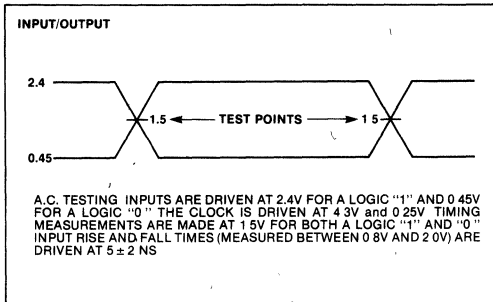 INPUT/OUTPUT
2.4
1.5 TEST POINTS 1 5
0.45
A.C. TESTING INPUTS ARE DRIVEN AT 2.4V FOR A LOGIC "1" AND 0 45V
FOR A LOGIC "0" THE CLOCK IS DRIVEN AT 4 3V and 0 25V TIMING
MEASUREMENTS ARE MADE AT 1 5V FOR BOTH A LOGIC "1" AND "0"
INPUT RISE AND FALL TIMES (MEASURED BETWEEN 0 8V AND 2 0V) ARE
DRIVEN AT 5 ± 2 NS